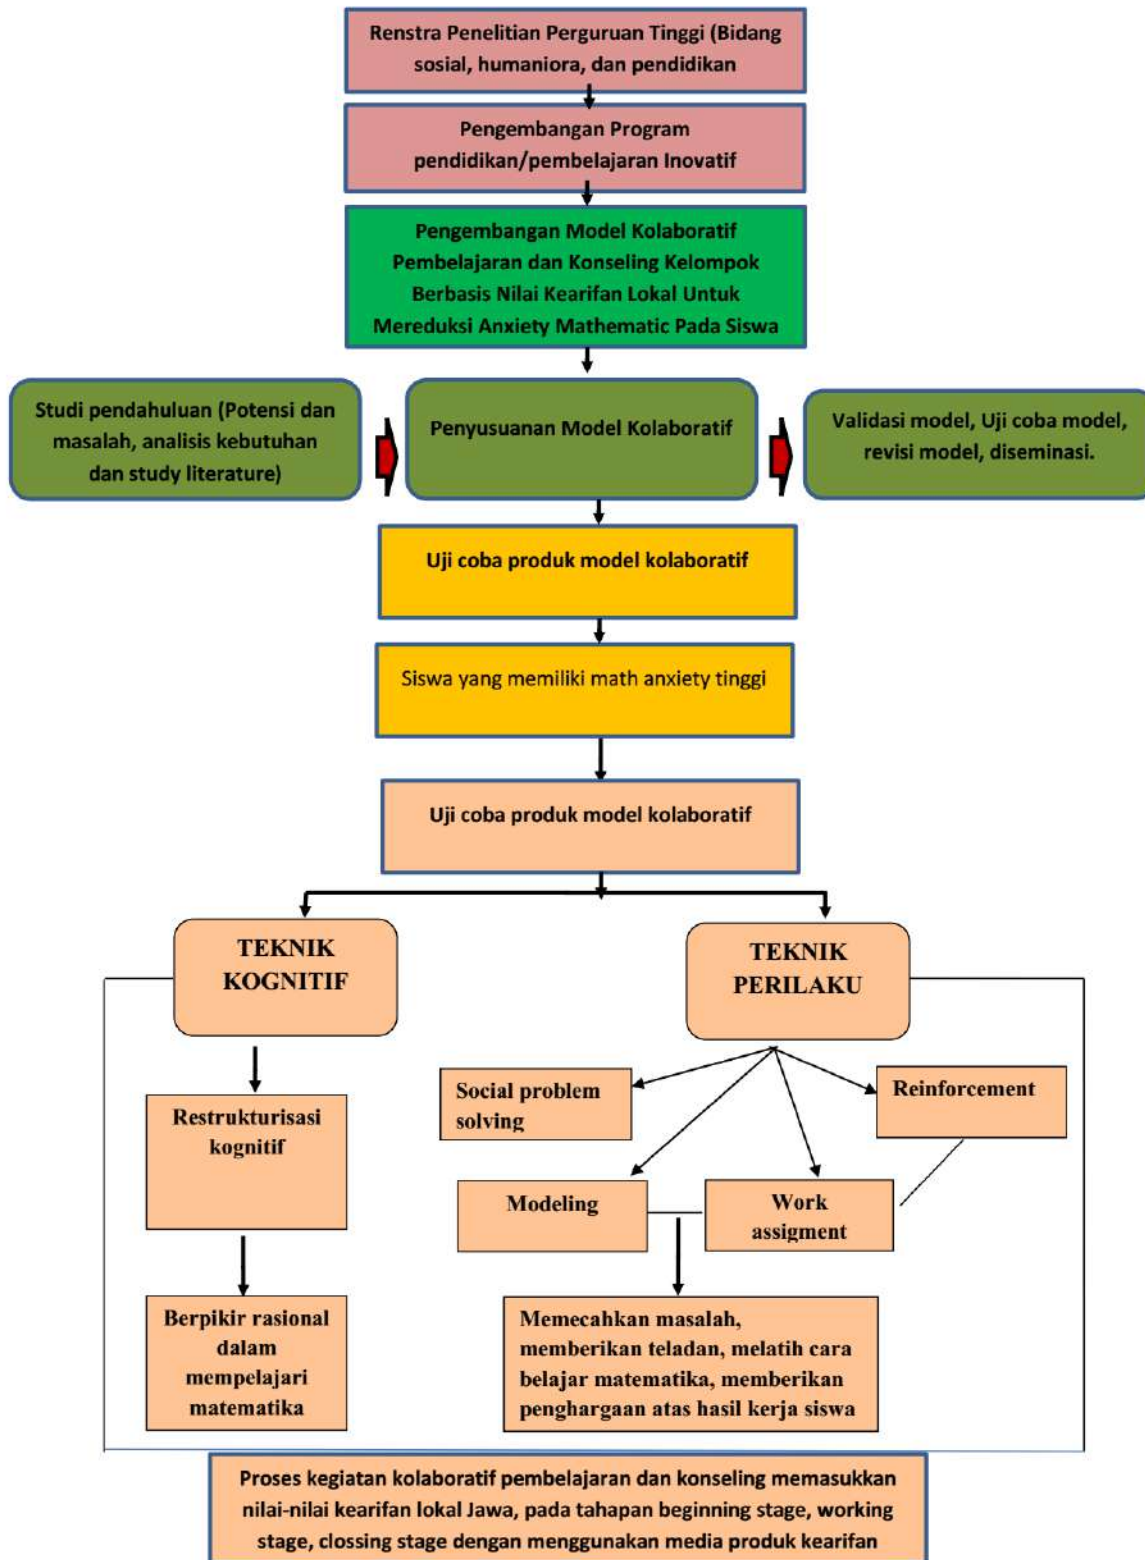 Renstra Penelitian Perguruan Tinggi (Bidang
sosial, humaniora, dan pendidikan
Pengembangan Program
pendidikan/pembelajaran Inovatif
Pengembangan Model Kolaboratif
Pembelajaran dan Konseling Kelompok
Berbasis Nilai Kearifan Lokal Untuk
Mereduksi Anxiety Mathematic Pada Siswa
Studi pendahuluan (Potensi dan
masalah, analisis kebutuhan
dan study literature)
Penyusuanan Model Kolaboratif
Validasi model, Uji coba model,
revisi model, diseminasi.
Uji coba produk model kolaboratif
Siswa yang memiliki math anxiety tinggi
Uji coba produk model kolaboratif
TEKNIK
KOGNITIF
TEKNIK
PERILAKU
Restrukturisasi
kognitif
Social problem
solving
Reinforcement
Modeling
Work
assigment
Berpikir rasional
dalam
mempelajari
matematika
Memecahkan masalah,
memberikan teladan, melatih cara
belajar matematika, memberikan
penghargaan atas hasil kerja siswa
Proses kegiatan kolaboratif pembelajaran dan konseling memasukkan
nilai-nilai kearifan lokal Jawa, pada tahapan beginning stage, working
stage, clossing stage dengan menggunakan media produk kearifan